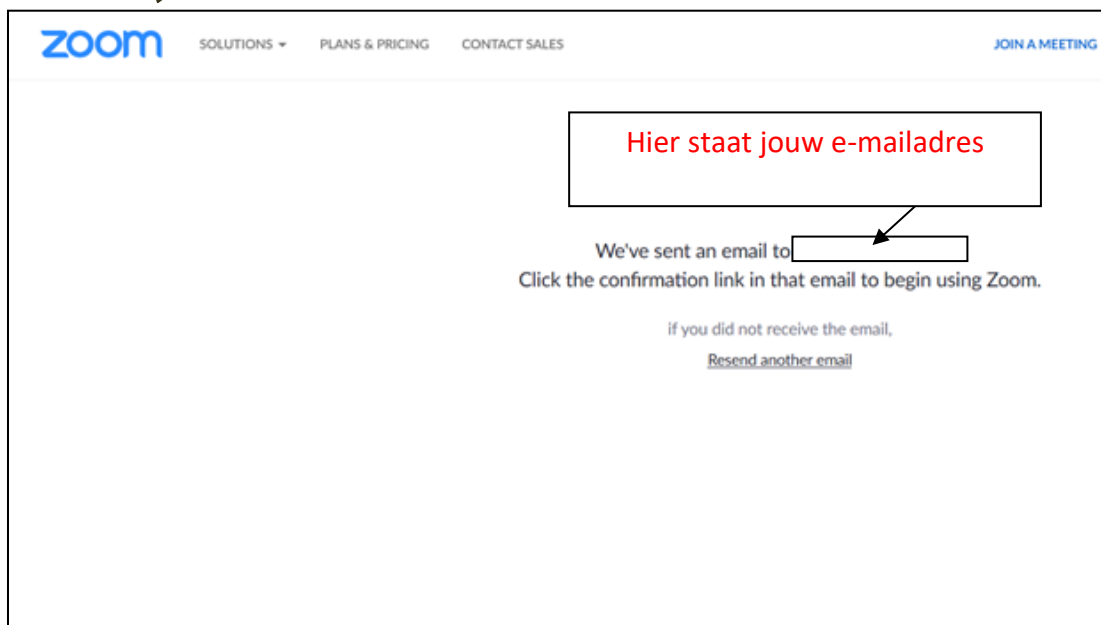 zoom SOLUTIONS PLANS & PRICING CONTACT SALES JOIN A MEETING
Hier staat jouw e-mailadres
We've sent an email to
Click the confirmation link in that email to begin using Zoom.
if you did not receive the email,
Resend another email